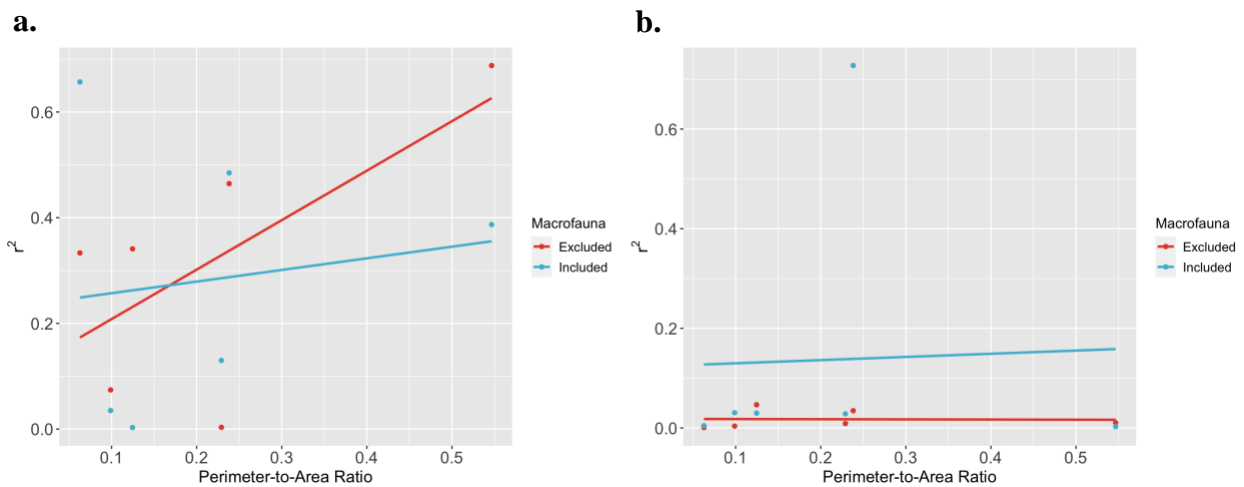 a.
0.6
0.4
0.2
0.0
r²
0.1 0.2 0.3 0.4 0.5
Perimeter-to-Area Ratio
Macrofauna
Excluded
Included
b.
0.6
0.4
0.2
0.0
r²
0.1 0.2 0.3 0.4 0.5
Perimeter-to-Area Ratio
Macrofauna
Excluded
Included